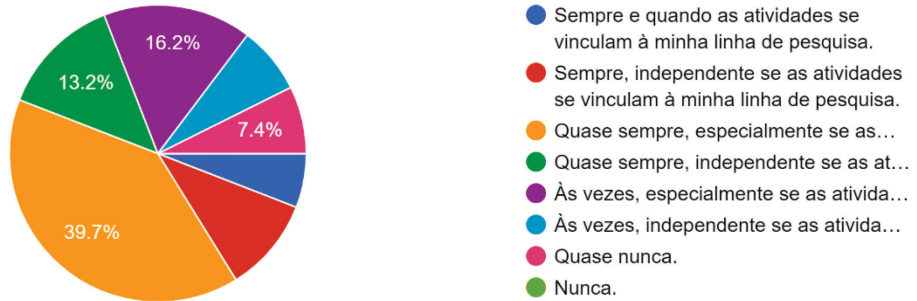 16.2%
13.2%
7.4%
39.7%
Sempre e quando as atividades se
vinculam à minha linha de pesquisa.
Sempre, independente se as atividades
se vinculam à minha linha de pesquisa.
Quase sempre, especialmente se as…
Quase sempre, independente se as at…
Às vezes, especialmente se as ativida…
Às vezes, independente se as ativida…
Quase nunca.
Nunca.